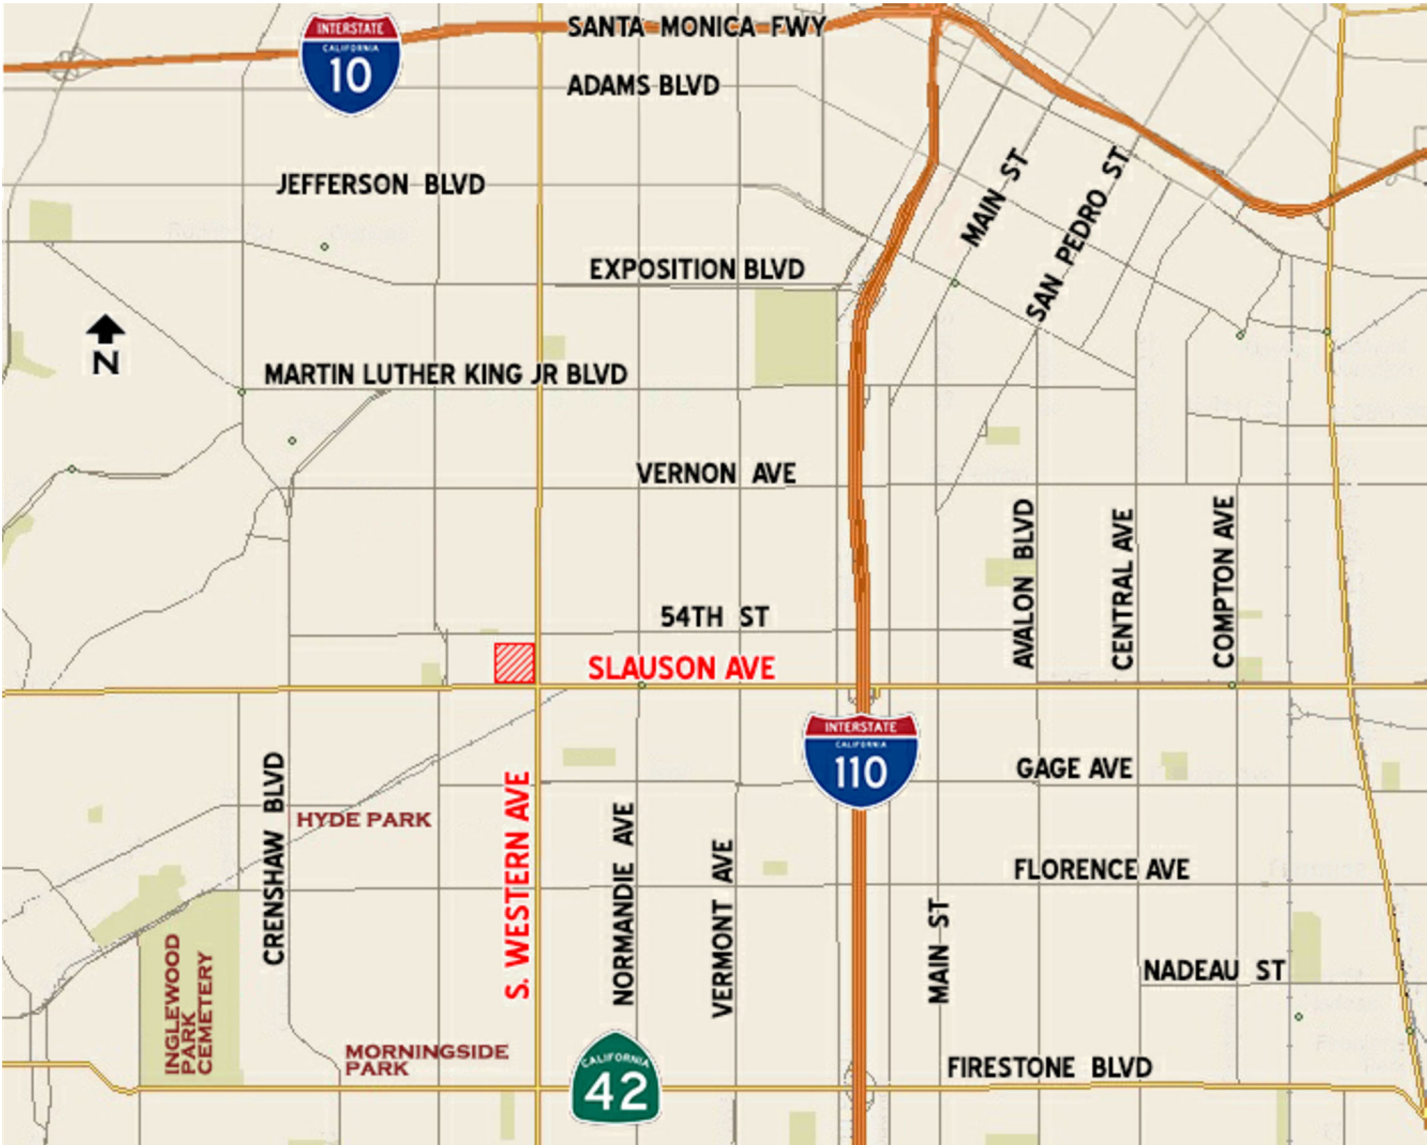 SANTA MONICA FWY
INTERSTATE
CALIFORNIA
10
ADAMS BLVD
JEFFERSON BLVD
MAIN ST
SAN PEDRO ST
EXPOSITION BLVD
N
MARTIN LUTHER KING JR BLVD
VERNON AVE
AVALON BLVD
CENTRAL AVE
COMPTON AVE
54TH ST
SLAUSON AVE
INTERSTATE
CALIFORNIA
110
GAGE AVE
CRENSHAW BLVD
HYDE PARK
S. WESTERN AVE
NORMANDIE AVE
VERMONT AVE
FLORENCE AVE
MAIN ST
INGLEWOOD
PARK
CEMETERY
NADEAU ST
MORNINGSIDE
PARK
CALIFORNIA
42
FIRESTONE BLVD